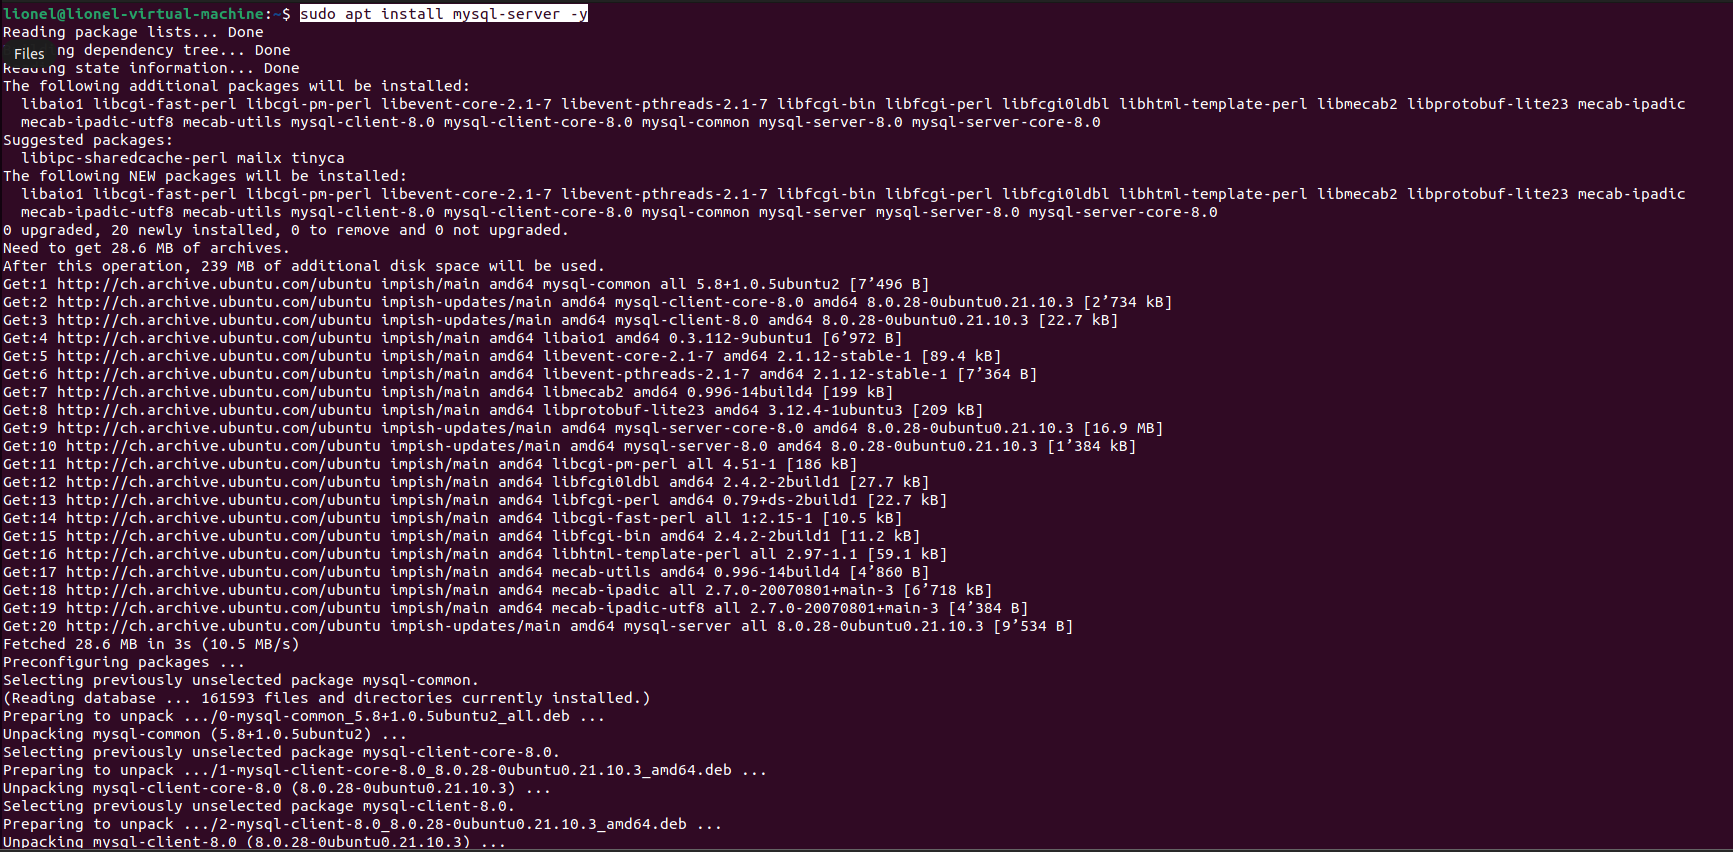 lionel@lionel-virtual-machine:~$ sudo apt install mysql-server -y
Reading package lists... Done
ng dependency tree... Done
Files
Reading state information... Done
The following additional packages will be installed:
  libaio1 libcgi-fast-perl libcgi-pm-perl libevent-core-2.1-7 libevent-pthreads-2.1-7 libfcgi-bin libfcgi-perl libfcgi0ldbl libhtml-template-perl libmecab2 libprotobuf-lite23 mecab-ipadic
  mecab-ipadic-utf8 mecab-utils mysql-client-8.0 mysql-client-core-8.0 mysql-common mysql-server-8.0 mysql-server-core-8.0
Suggested packages:
  libipc-sharedcache-perl mailx tinyca
The following NEW packages will be installed:
  libaio1 libcgi-fast-perl libcgi-pm-perl libevent-core-2.1-7 libevent-pthreads-2.1-7 libfcgi-bin libfcgi-perl libfcgi0ldbl libhtml-template-perl libmecab2 libprotobuf-lite23 mecab-ipadic
  mecab-ipadic-utf8 mecab-utils mysql-client-8.0 mysql-client-core-8.0 mysql-common mysql-server mysql-server-8.0 mysql-server-core-8.0
0 upgraded, 20 newly installed, 0 to remove and 0 not upgraded.
Need to get 28.6 MB of archives.
After this operation, 239 MB of additional disk space will be used.
Get:1 http://ch.archive.ubuntu.com/ubuntu impish/main amd64 mysql-common all 5.8+1.0.5ubuntu2 [7’496 B]
Get:2 http://ch.archive.ubuntu.com/ubuntu impish-updates/main amd64 mysql-client-core-8.0 amd64 8.0.28-0ubuntu0.21.10.3 [2’734 kB]
Get:3 http://ch.archive.ubuntu.com/ubuntu impish-updates/main amd64 mysql-client-8.0 amd64 8.0.28-0ubuntu0.21.10.3 [22.7 kB]
Get:4 http://ch.archive.ubuntu.com/ubuntu impish/main amd64 libaio1 amd64 0.3.112-9ubuntu1 [6’972 B]
Get:5 http://ch.archive.ubuntu.com/ubuntu impish/main amd64 libevent-core-2.1-7 amd64 2.1.12-stable-1 [89.4 kB]
Get:6 http://ch.archive.ubuntu.com/ubuntu impish/main amd64 libevent-pthreads-2.1-7 amd64 2.1.12-stable-1 [7’364 B]
Get:7 http://ch.archive.ubuntu.com/ubuntu impish/main amd64 libmecab2 amd64 0.996-14build4 [199 kB]
Get:8 http://ch.archive.ubuntu.com/ubuntu impish/main amd64 libprotobuf-lite23 amd64 3.12.4-1ubuntu3 [209 kB]
Get:9 http://ch.archive.ubuntu.com/ubuntu impish-updates/main amd64 mysql-server-core-8.0 amd64 8.0.28-0ubuntu0.21.10.3 [16.9 MB]
Get:10 http://ch.archive.ubuntu.com/ubuntu impish-updates/main amd64 mysql-server-8.0 amd64 8.0.28-0ubuntu0.21.10.3 [1’384 kB]
Get:11 http://ch.archive.ubuntu.com/ubuntu impish/main amd64 libcgi-pm-perl all 4.51-1 [186 kB]
Get:12 http://ch.archive.ubuntu.com/ubuntu impish/main amd64 libfcgi0ldbl amd64 2.4.2-2build1 [27.7 kB]
Get:13 http://ch.archive.ubuntu.com/ubuntu impish/main amd64 libfcgi-perl amd64 0.79+ds-2build1 [22.7 kB]
Get:14 http://ch.archive.ubuntu.com/ubuntu impish/main amd64 libcgi-fast-perl all 1:2.15-1 [10.5 kB]
Get:15 http://ch.archive.ubuntu.com/ubuntu impish/main amd64 libfcgi-bin amd64 2.4.2-2build1 [11.2 kB]
Get:16 http://ch.archive.ubuntu.com/ubuntu impish/main amd64 libhtml-template-perl all 2.97-1.1 [59.1 kB]
Get:17 http://ch.archive.ubuntu.com/ubuntu impish/main amd64 mecab-utils amd64 0.996-14build4 [4’860 B]
Get:18 http://ch.archive.ubuntu.com/ubuntu impish/main amd64 mecab-ipadic all 2.7.0-20070801+main-3 [6’718 kB]
Get:19 http://ch.archive.ubuntu.com/ubuntu impish/main amd64 mecab-ipadic-utf8 all 2.7.0-20070801+main-3 [4’384 B]
Get:20 http://ch.archive.ubuntu.com/ubuntu impish-updates/main amd64 mysql-server all 8.0.28-0ubuntu0.21.10.3 [9’534 B]
Fetched 28.6 MB in 3s (10.5 MB/s)
Preconfiguring packages ...
Selecting previously unselected package mysql-common.
(Reading database ... 161593 files and directories currently installed.)
Preparing to unpack .../0-mysql-common_5.8+1.0.5ubuntu2_all.deb ...
Unpacking mysql-common (5.8+1.0.5ubuntu2) ...
Selecting previously unselected package mysql-client-core-8.0.
Preparing to unpack .../1-mysql-client-core-8.0_8.0.28-0ubuntu0.21.10.3_amd64.deb ...
Unpacking mysql-client-core-8.0 (8.0.28-0ubuntu0.21.10.3) ...
Selecting previously unselected package mysql-client-8.0.
Preparing to unpack .../2-mysql-client-8.0_8.0.28-0ubuntu0.21.10.3_amd64.deb ...
Unpacking mysql-client-8.0 (8.0.28-0ubuntu0.21.10.3) ...